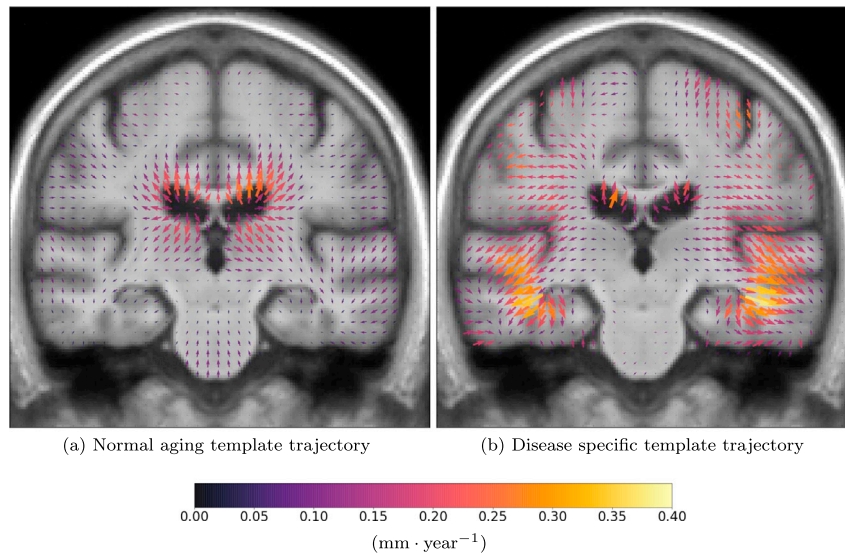 (a) Normal aging template trajectory
(b) Disease specific template trajectory
0.00 0.05 0.10 0.15 0.20 0.25 0.30 0.35 0.40
(mm · year⁻¹)